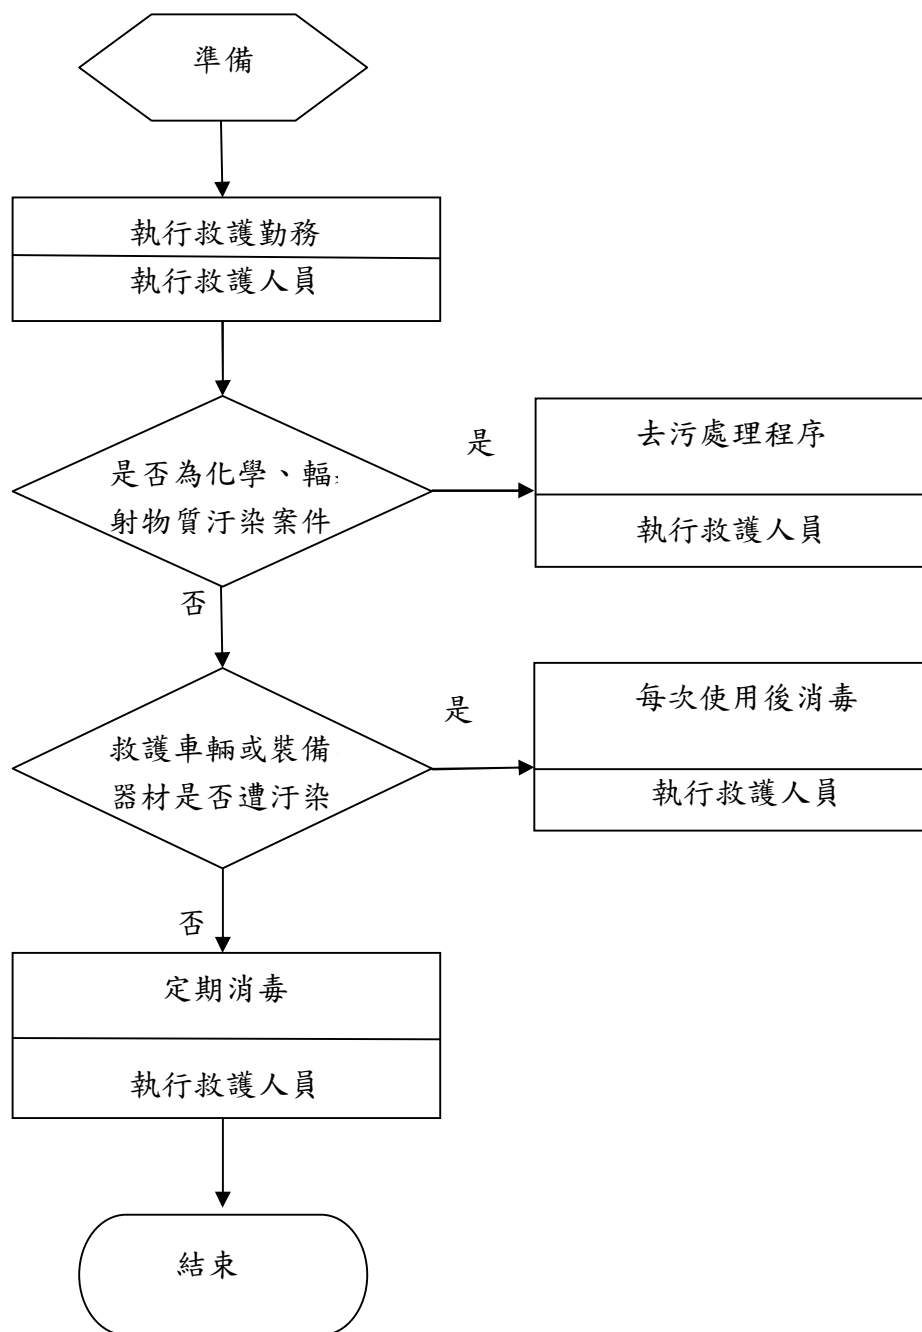 準備
執行救護勤務
執行救護人員
是否為化學、輻
射物質汙染案件
是
去污處理程序
執行救護人員
否
救護車輛或裝備
器材是否遭汙染
是
每次使用後消毒
執行救護人員
否
定期消毒
執行救護人員
結束